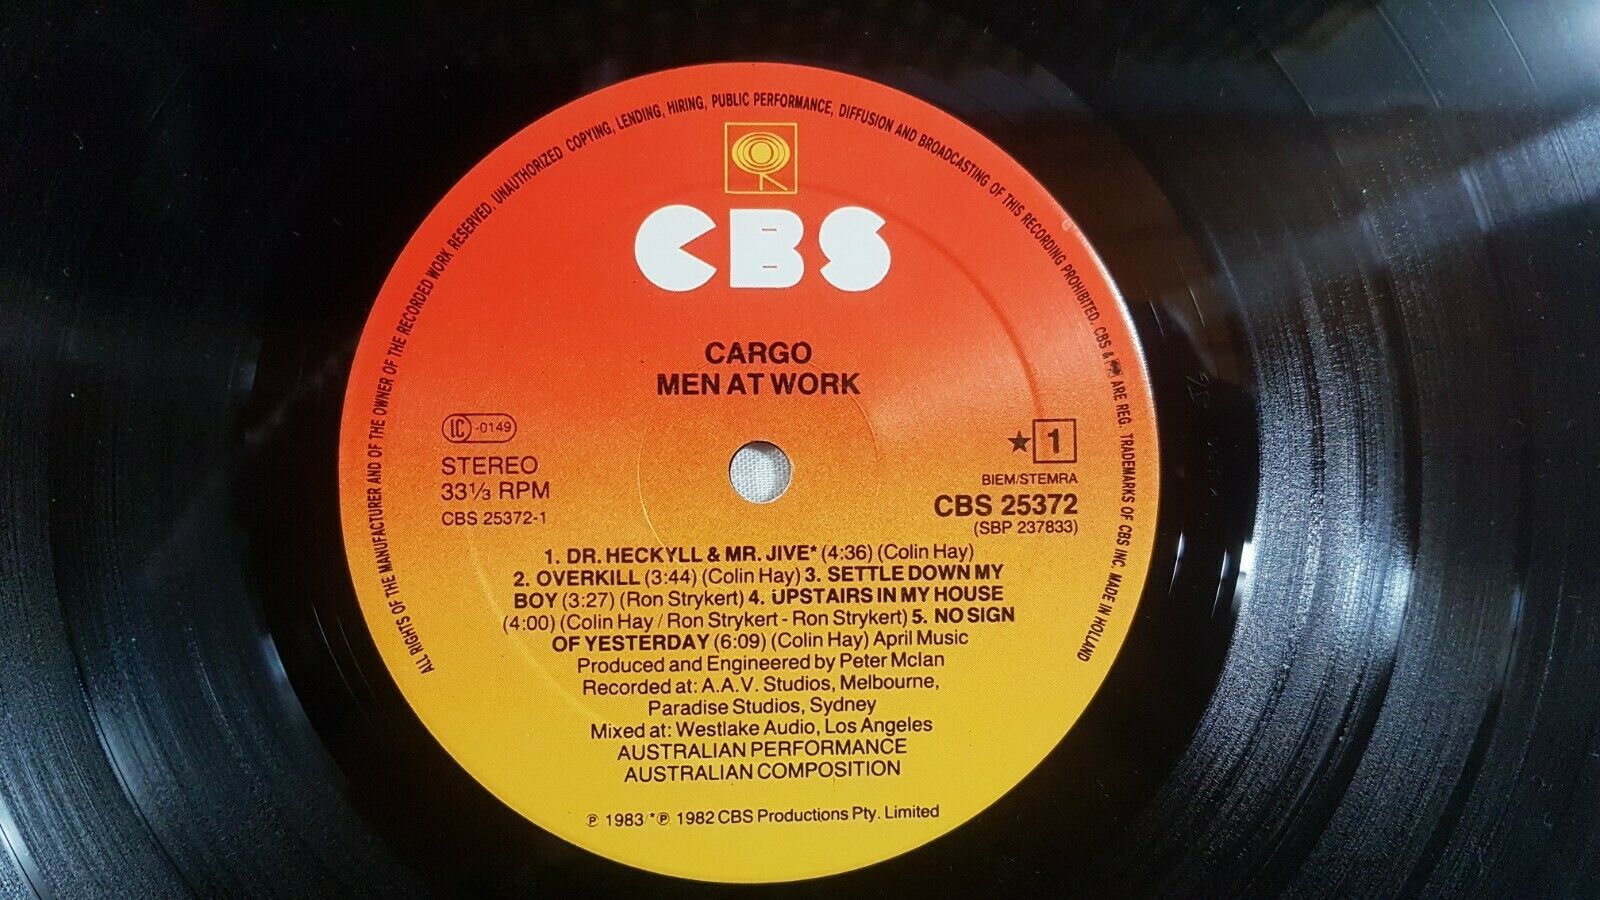 ALL RIGHTS OF THE MANUFACTURER AND OF THE OWNER OF THE RECORDED WORK RESERVED. UNAUTHORIZED COPYING, LENDING, HIRING, PUBLIC PERFORMANCE, DIFFUSION AND BROADCASTING OF THIS RECORDING PROHIBITED. CBS & ARE REG. TRADEMARKS OF CBS INC. MADE IN HOLLAND
CBS
CARGO
MEN AT WORK
LC -0149
STEREO
33⅓ RPM
CBS 25372-1
★ 1
BIEM/STEMRA
CBS 25372
(SBP 237833)
1. DR. HECKYLL & MR. JIVE* (4:36) (Colin Hay)
2. OVERKILL (3:44) (Colin Hay) 3. SETTLE DOWN MY
BOY (3:27) (Ron Strykert) 4. UPSTAIRS IN MY HOUSE
(4:00) (Colin Hay / Ron Strykert - Ron Strykert) 5. NO SIGN
OF YESTERDAY (6:09) (Colin Hay) April Music
Produced and Engineered by Peter McIan
Recorded at: A.A.V. Studios, Melbourne,
Paradise Studios, Sydney
Mixed at: Westlake Audio, Los Angeles
AUSTRALIAN PERFORMANCE
AUSTRALIAN COMPOSITION
℗ 1983/*℗ 1982 CBS Productions Pty. Limited